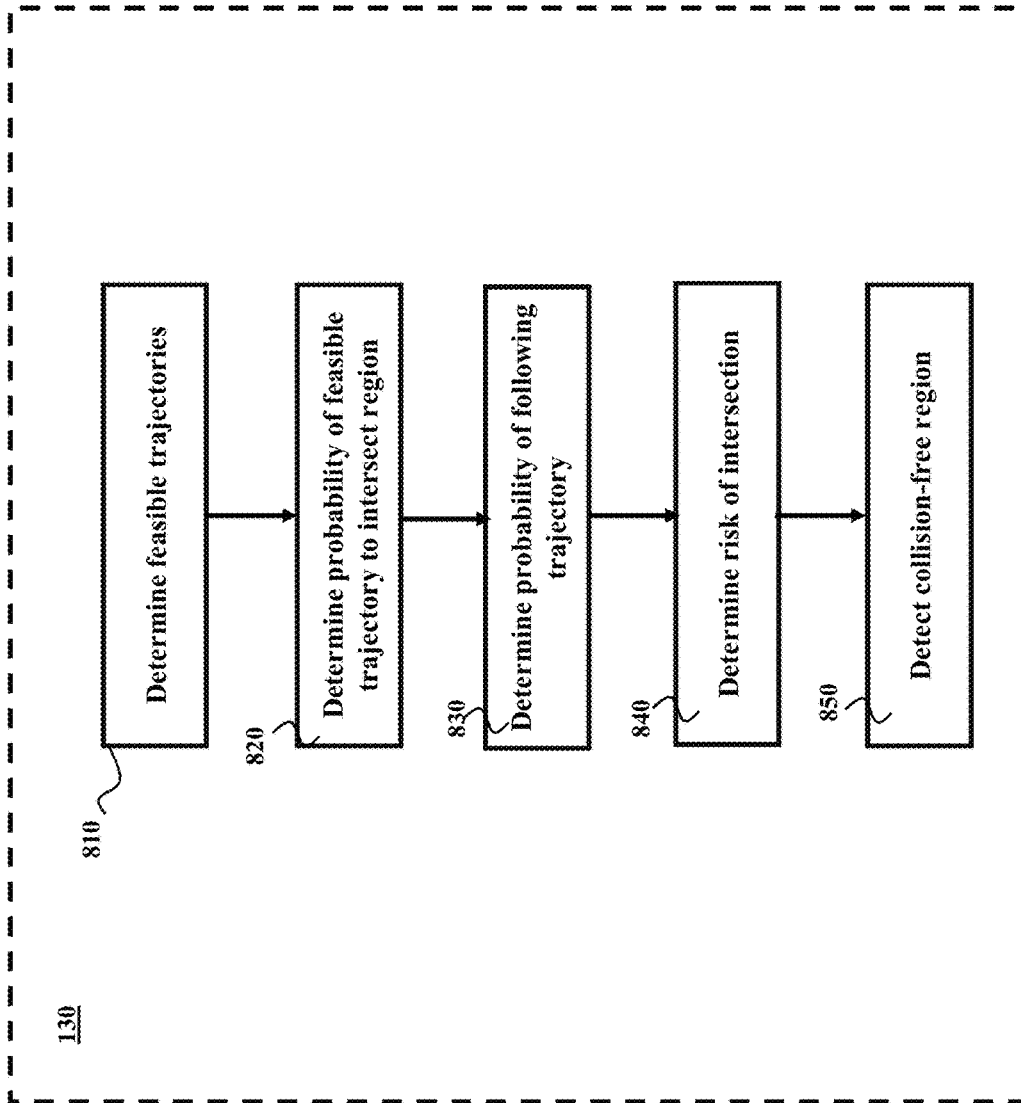 130
810
Determine feasible trajectories
820
Determine probability of feasible
trajectory to intersect region
830
Determine probability of following
trajectory
840
Determine risk of intersection
850
Detect collision-free region